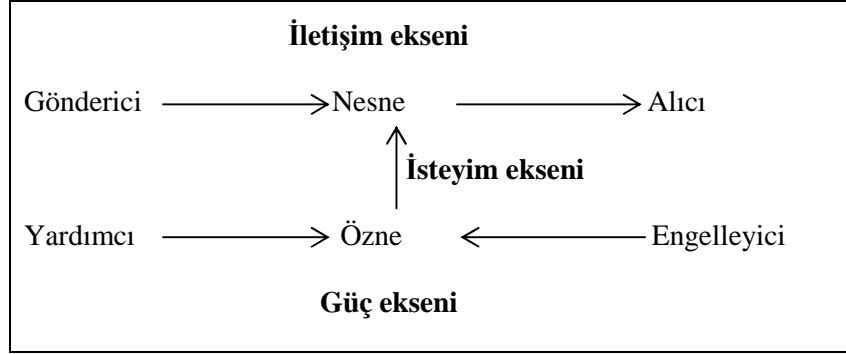 İletişim ekseni
Gönderici Nesne Alıcı
İsteyim ekseni
Yardımcı Özne Engelleyici
Güç ekseni